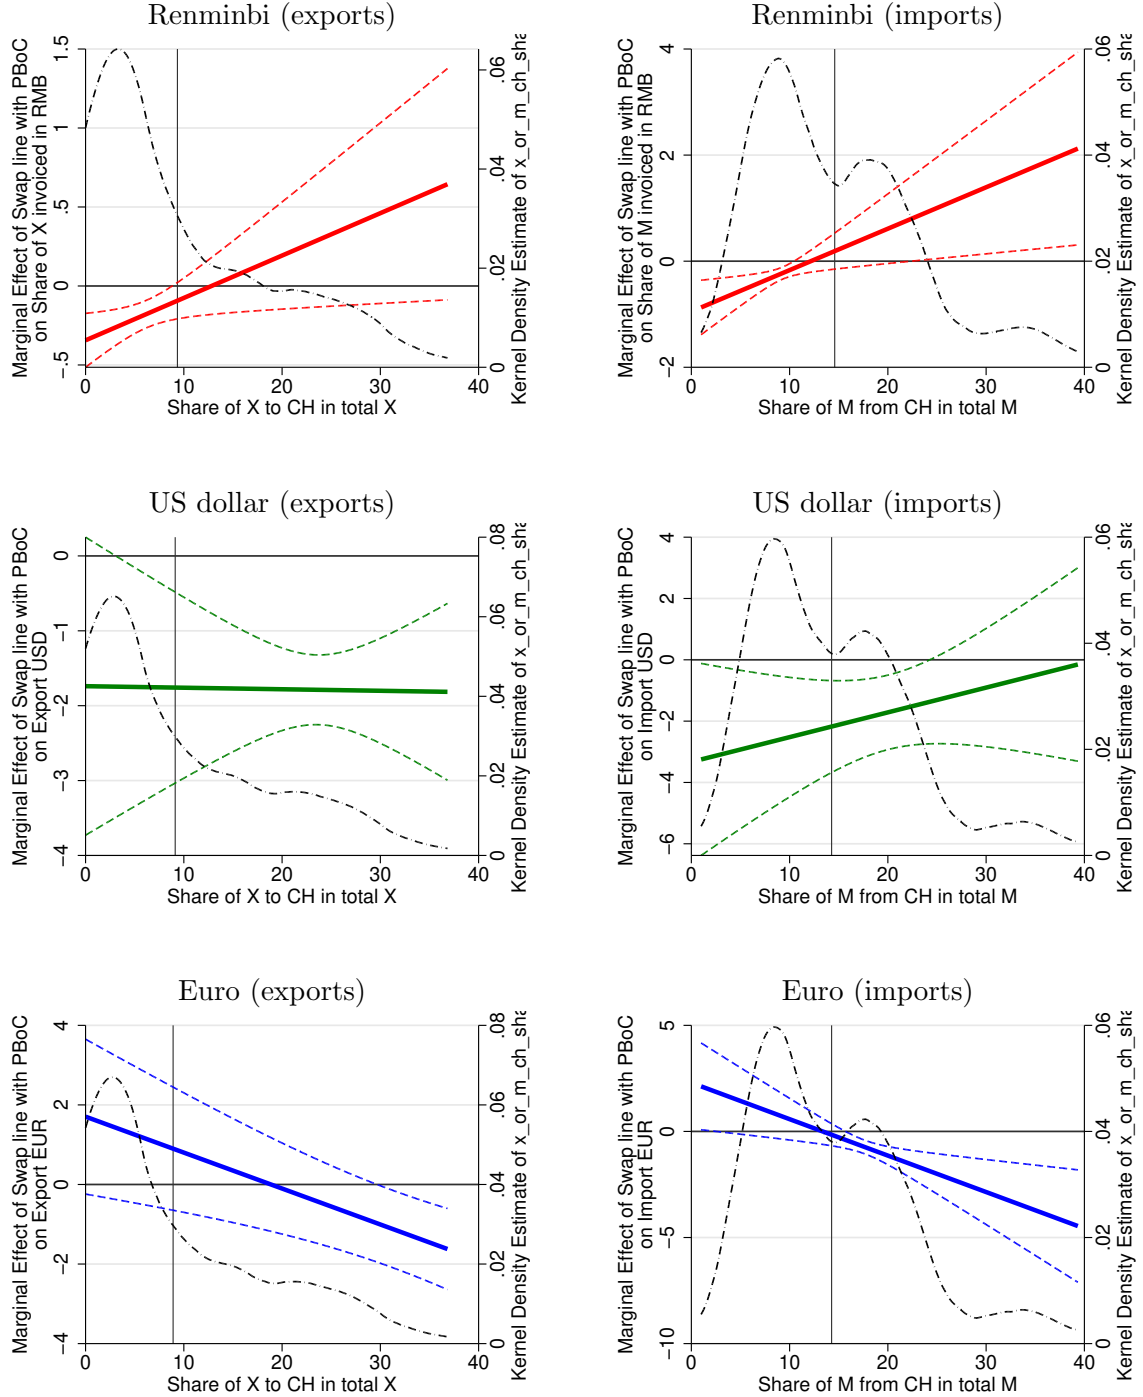 Renminbi (exports)
Marginal Effect of Swap line with PBoC
on Share of X invoiced in RMB
1.5
1
.5
0
-.5
0 10 20 30 40
Share of X to CH in total X
.06
.04
.02
0
Kernel Density Estimate of x_or_m_ch_sha
Renminbi (imports)
Marginal Effect of Swap line with PBoC
on Share of M invoiced in RMB
4
2
0
-2
0 10 20 30 40
Share of M from CH in total M
.06
.04
.02
0
Kernel Density Estimate of x_or_m_ch_sha
US dollar (exports)
Marginal Effect of Swap line with PBoC
on Export USD
0
-1
-2
-3
-4
0 10 20 30 40
Share of X to CH in total X
.08
.06
.04
.02
0
Kernel Density Estimate of x_or_m_ch_sha
US dollar (imports)
Marginal Effect of Swap line with PBoC
on Import USD
4
2
0
-2
-4
-6
0 10 20 30 40
Share of M from CH in total M
.06
.04
.02
0
Kernel Density Estimate of x_or_m_ch_sha
Euro (exports)
Marginal Effect of Swap line with PBoC
on Export EUR
4
2
0
-2
-4
0 10 20 30 40
Share of X to CH in total X
.08
.06
.04
.02
0
Kernel Density Estimate of x_or_m_ch_sha
Euro (imports)
Marginal Effect of Swap line with PBoC
on Import EUR
5
0
-5
-10
0 10 20 30 40
Share of M from CH in total M
.06
.04
.02
0
Kernel Density Estimate of x_or_m_ch_sha